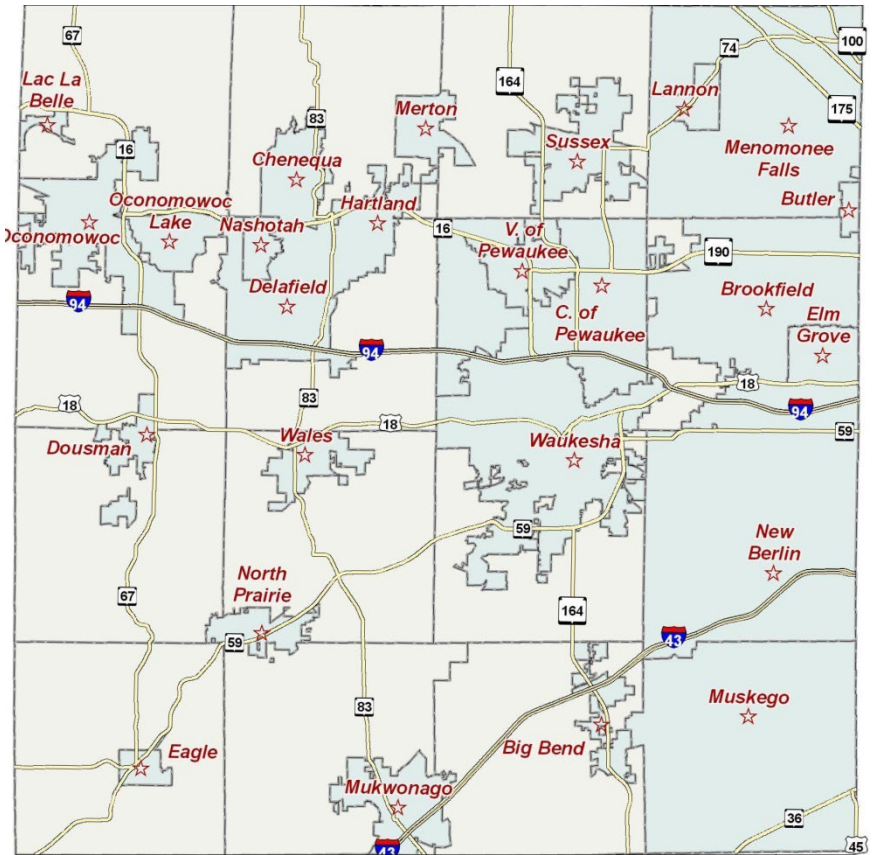 67
164
74
100
Lac La
Belle
Merton
Lannon
175
83
16
Sussex
Menomonee
Falls
Chenequa
Oconomowoc
Lake
Hartland
Butler
Oconomowoc
Nashotah
16
V. of
Pewaukee
190
Delafield
C. of
Pewaukee
Brookfield
94
Elm
Grove
94
18
83
94
18
18
Dousman
Wales
Waukesha
59
59
New
Berlin
67
North
Prairie
164
59
43
83
Muskego
Eagle
Big Bend
Mukwonago
36
43
45